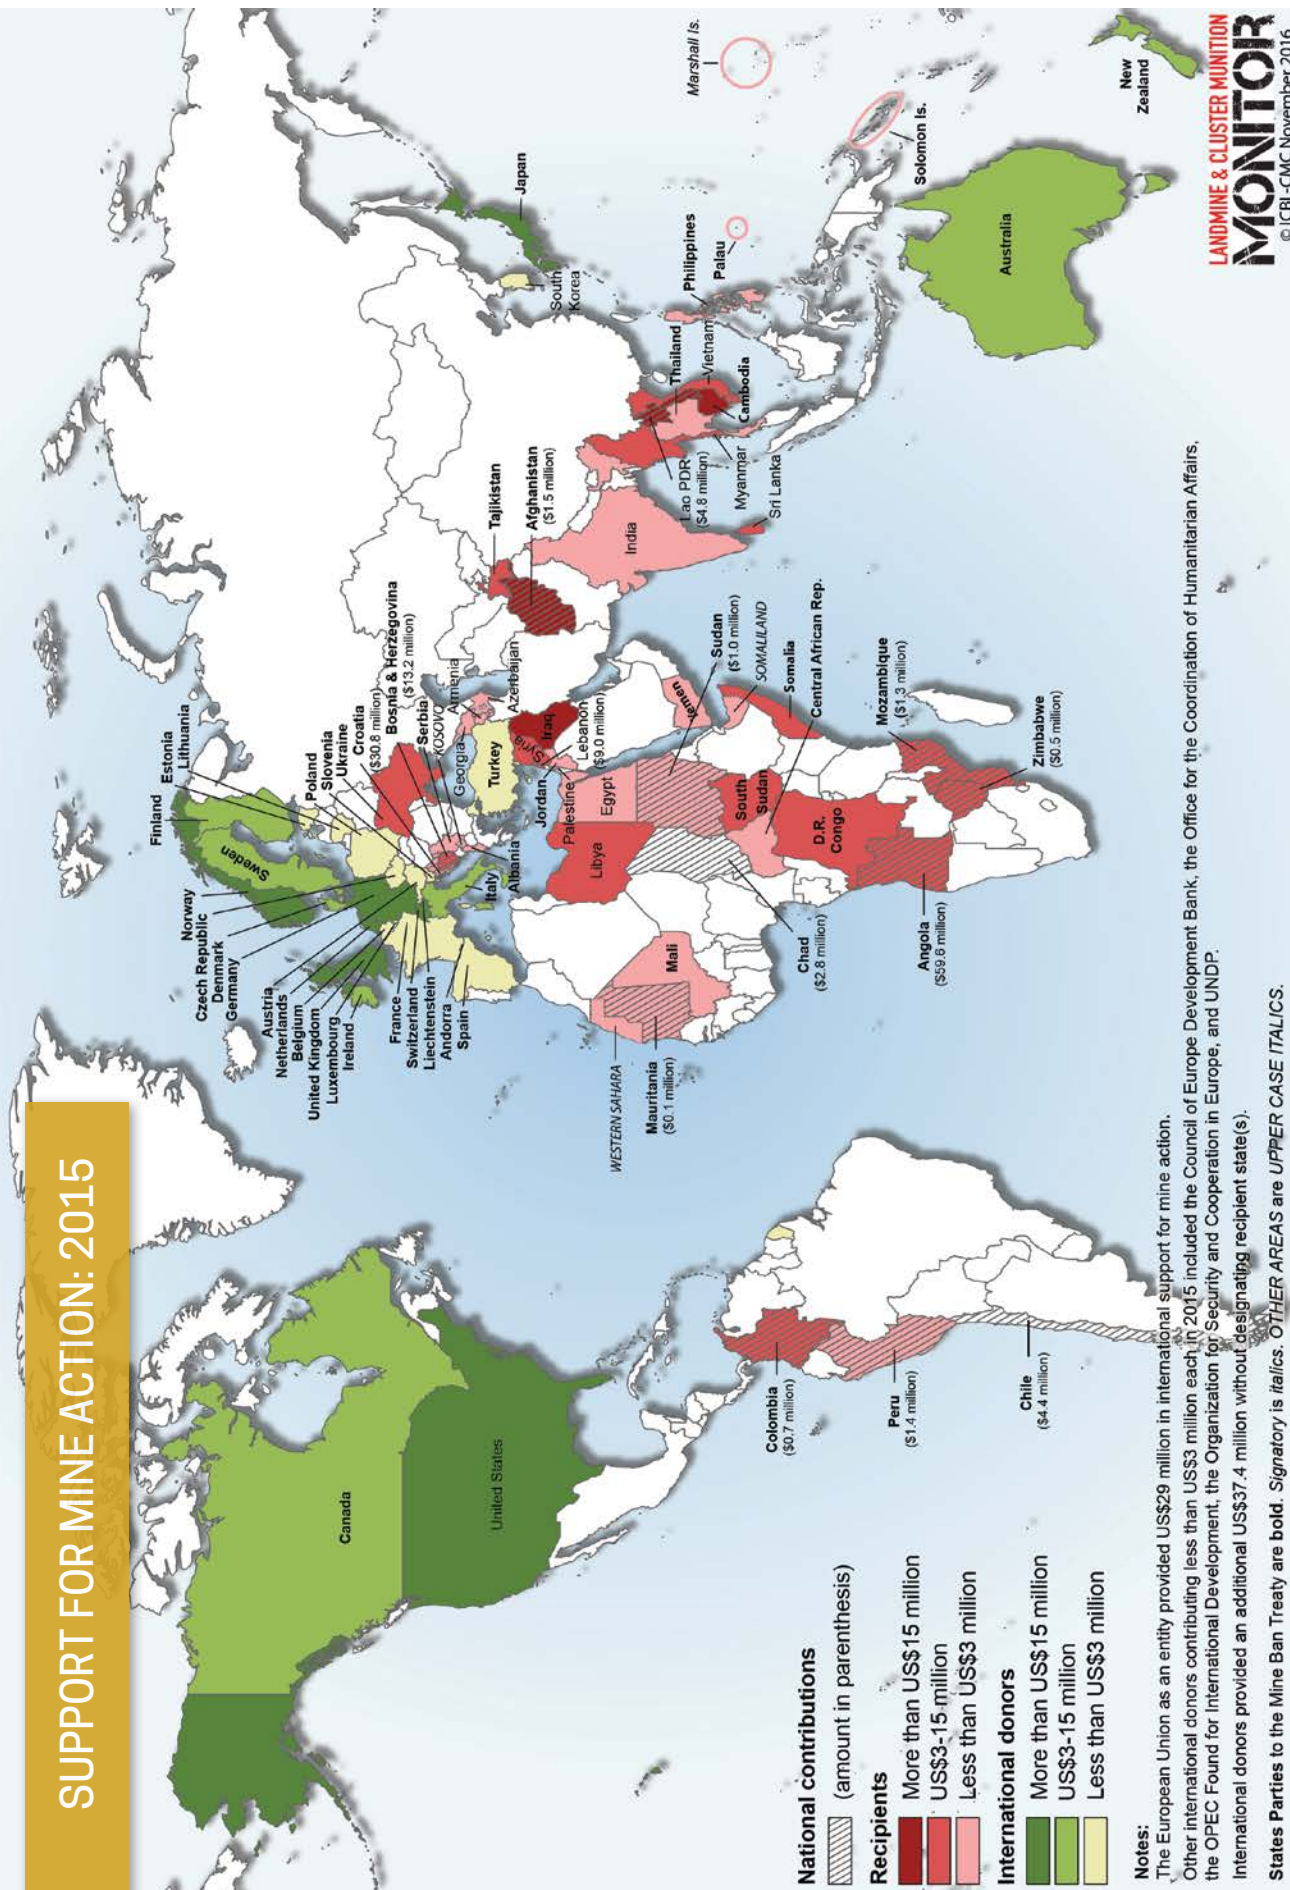 SUPPORT FOR MINE ACTION: 2015
Canada
United States
Colombia
($0.7 million)
Peru
($1.4 million)
Chile
($4.4 million)
Finland
Estonia
Lithuania
Sweden
Norway
Czech Republic
Denmark
Germany
Austria
Netherlands
Belgium
United Kingdom
Luxembourg
Ireland
France
Switzerland
Liechtenstein
Andorra
Spain
Poland
Slovenia
Ukraine
Croatia
($30.8 million)
Bosnia & Herzegovina
($13.2 million)
Serbia
KOSOVO
Armenia
Azerbaijan
Georgia
Turkey
Italy
Albania
Syria
Iraq
Lebanon
($9.0 million)
Jordan
Palestine
Egypt
Libya
Yemen
Sudan
($1.0 million)
SOMALILAND
Somalia
South
Sudan
Central African Rep.
D.R.
Congo
Mozambique
($1.3 million)
Zimbabwe
($0.5 million)
Angola
($59.6 million)
Chad
($2.8 million)
Mali
WESTERN SAHARA
Mauritania
($0.1 million)
Tajikistan
Afghanistan
($1.5 million)
India
Sri Lanka
Myanmar
Lao PDR
($4.8 million)
Thailand
Vietnam
Cambodia
Philippines
Palau
South
Korea
Japan
Marshall Is.
Solomon Is.
Australia
New
Zealand
National contributions
(amount in parenthesis)
Recipients
More than US$15 million
US$3-15 million
Less than US$3 million
International donors
More than US$15 million
US$3-15 million
Less than US$3 million
Notes:
The European Union as an entity provided US$29 million in international support for mine action.
Other international donors contributing less than US$3 million each in 2015 included the Council of Europe Development Bank, the Office for the Coordination of Humanitarian Affairs,
the OPEC Found for International Development, the Organization for Security and Cooperation in Europe, and UNDP.
International donors provided an additional US$37.4 million without designating recipient state(s).
States Parties to the Mine Ban Treaty are bold. Signatory is italics. OTHER AREAS are UPPER CASE ITALICS.
LANDMINE & CLUSTER MUNITION
MONITOR
© ICBL-CMC November 2016